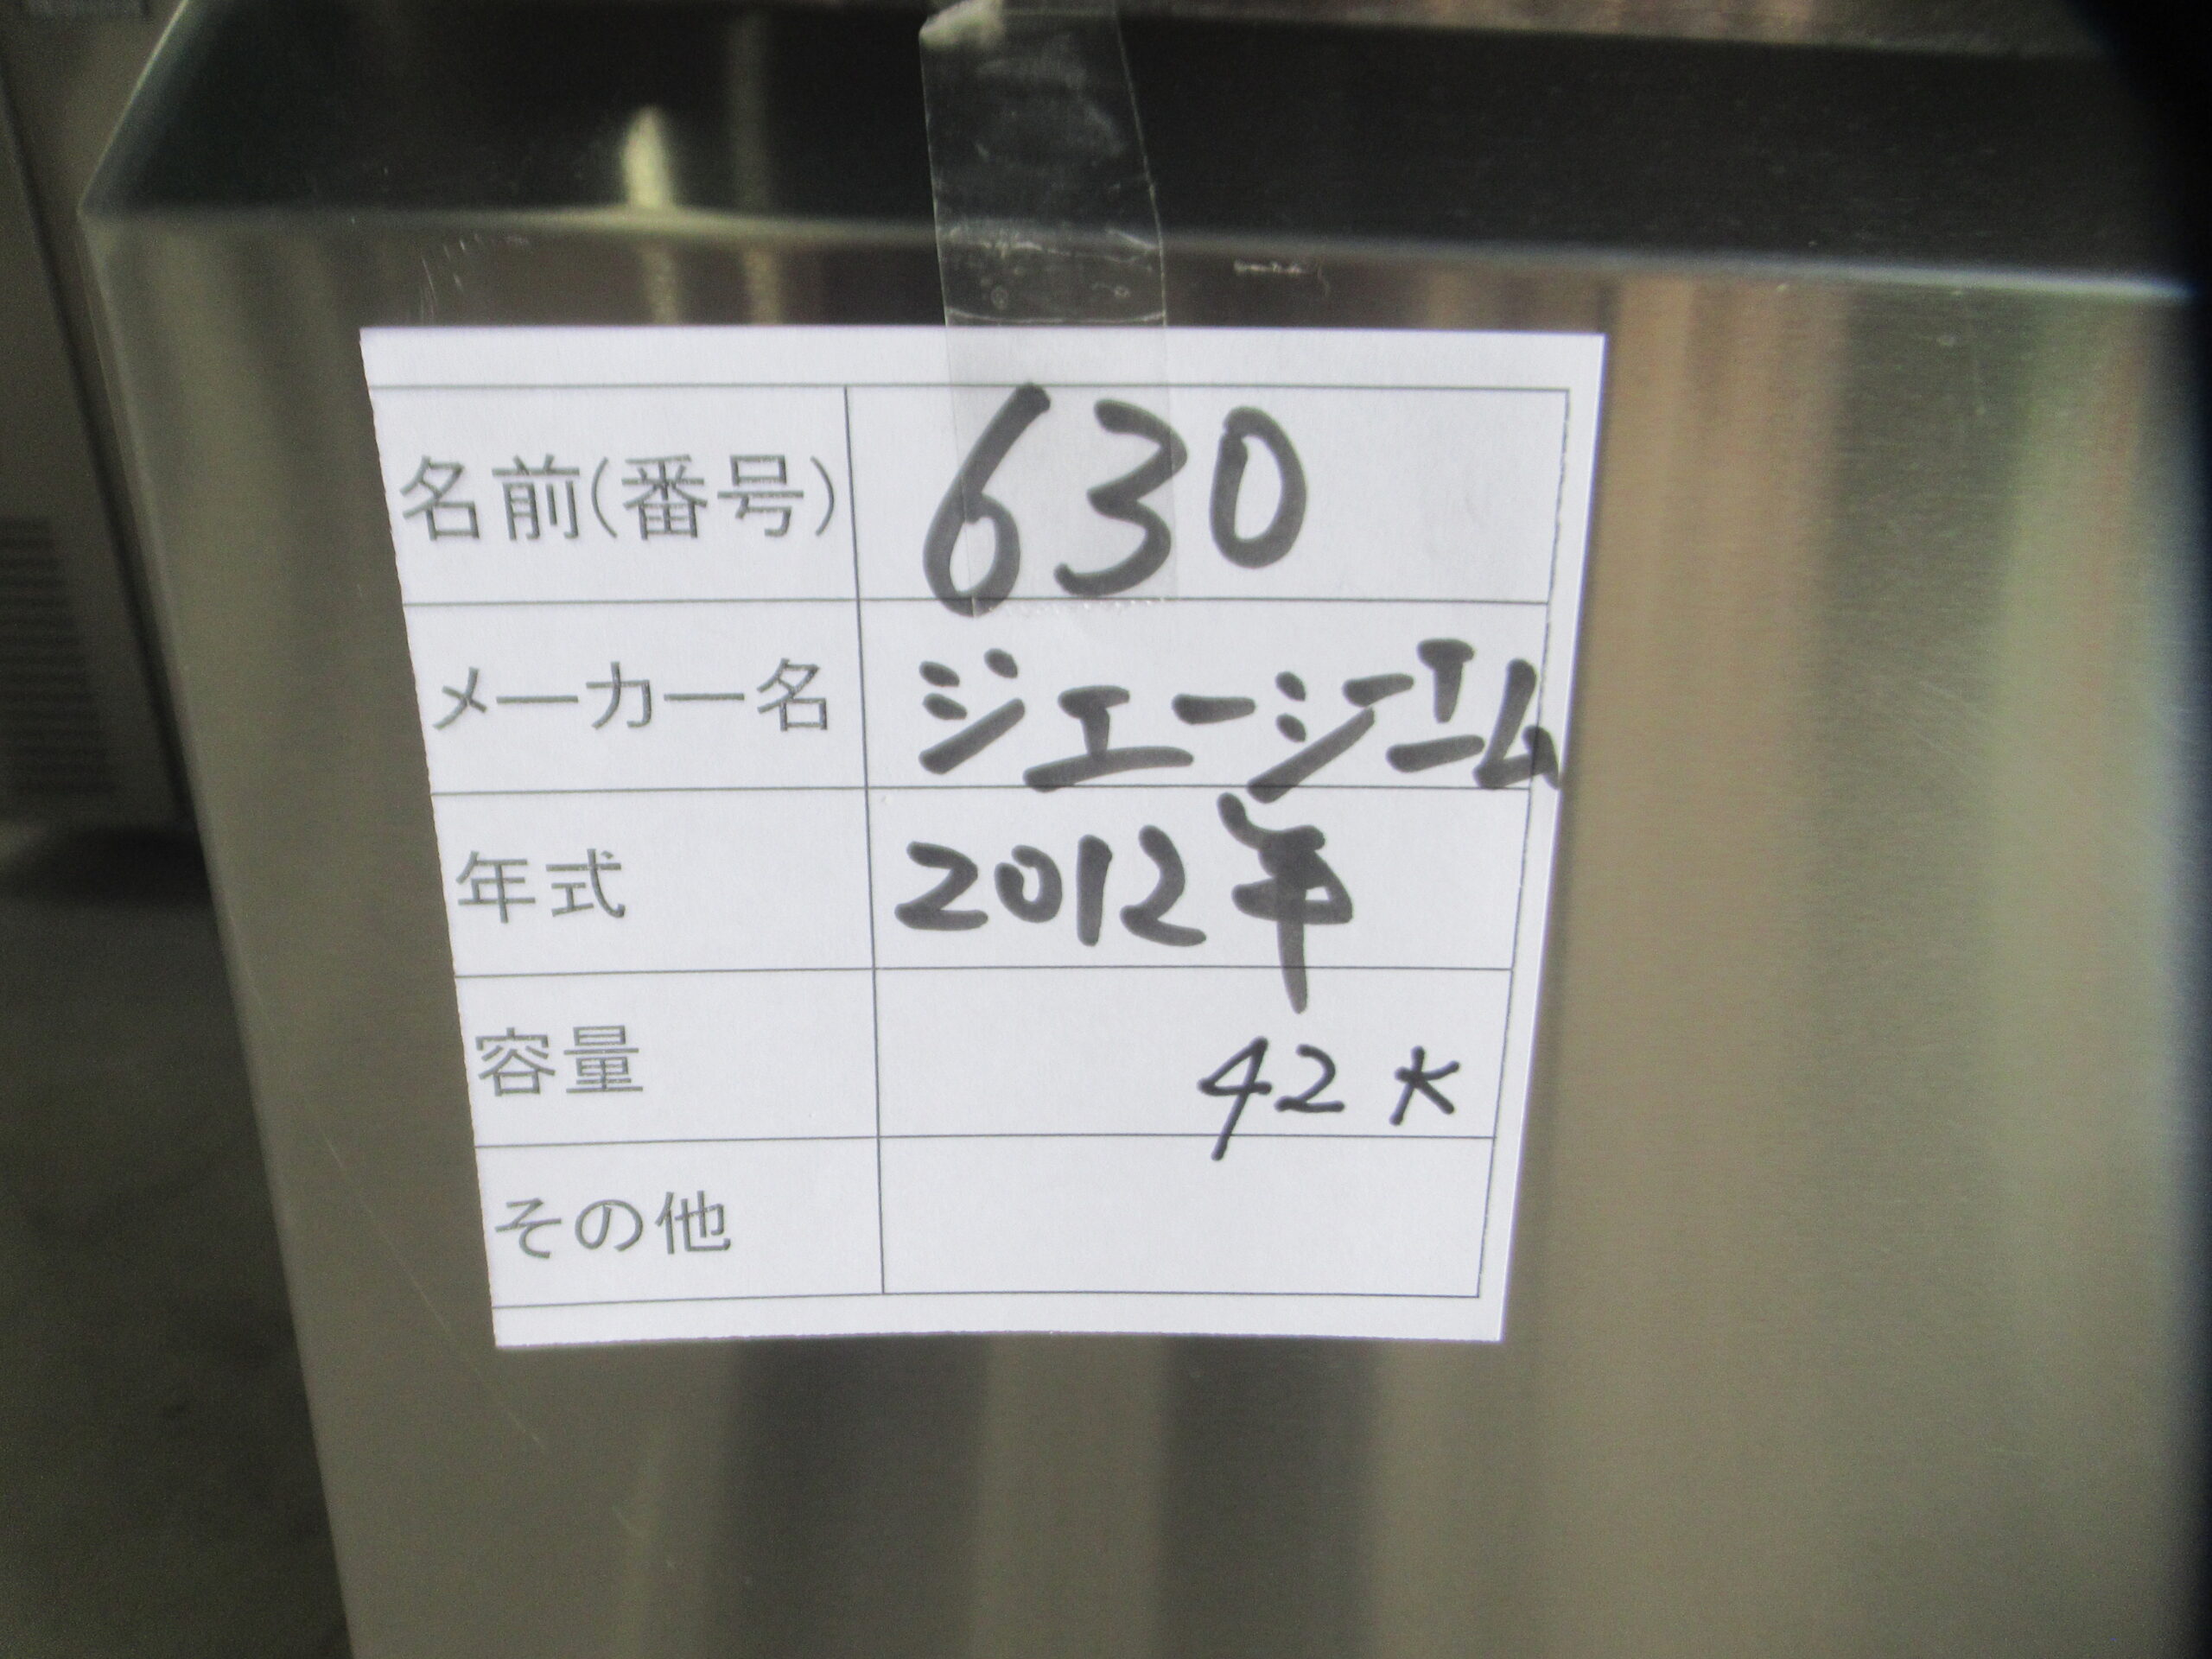 名前(番号) 630
メーカー名 ジェーシーエム
年式 2012年
容量 42 K
その他